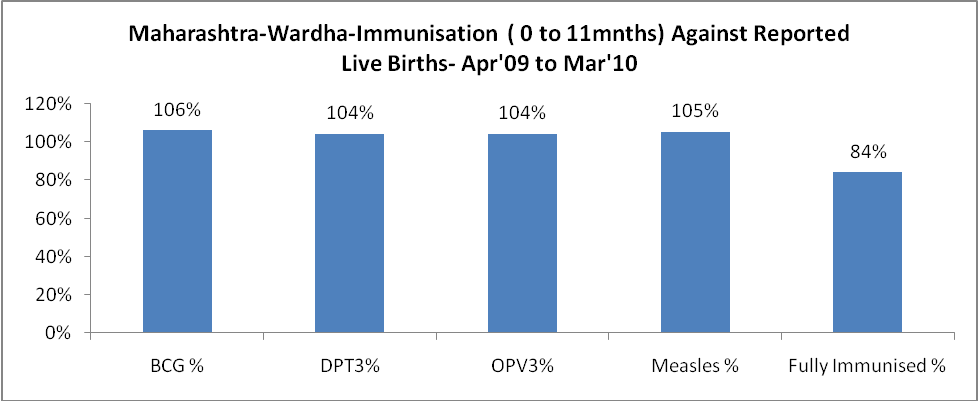 Maharashtra-Wardha-Immunisation ( 0 to 11mnths) Against Reported
Live Births- Apr'09 to Mar'10
120%
100%
80%
60%
40%
20%
0%
106%
104%
104%
105%
84%
BCG %
DPT3%
OPV3%
Measles %
Fully Immunised %